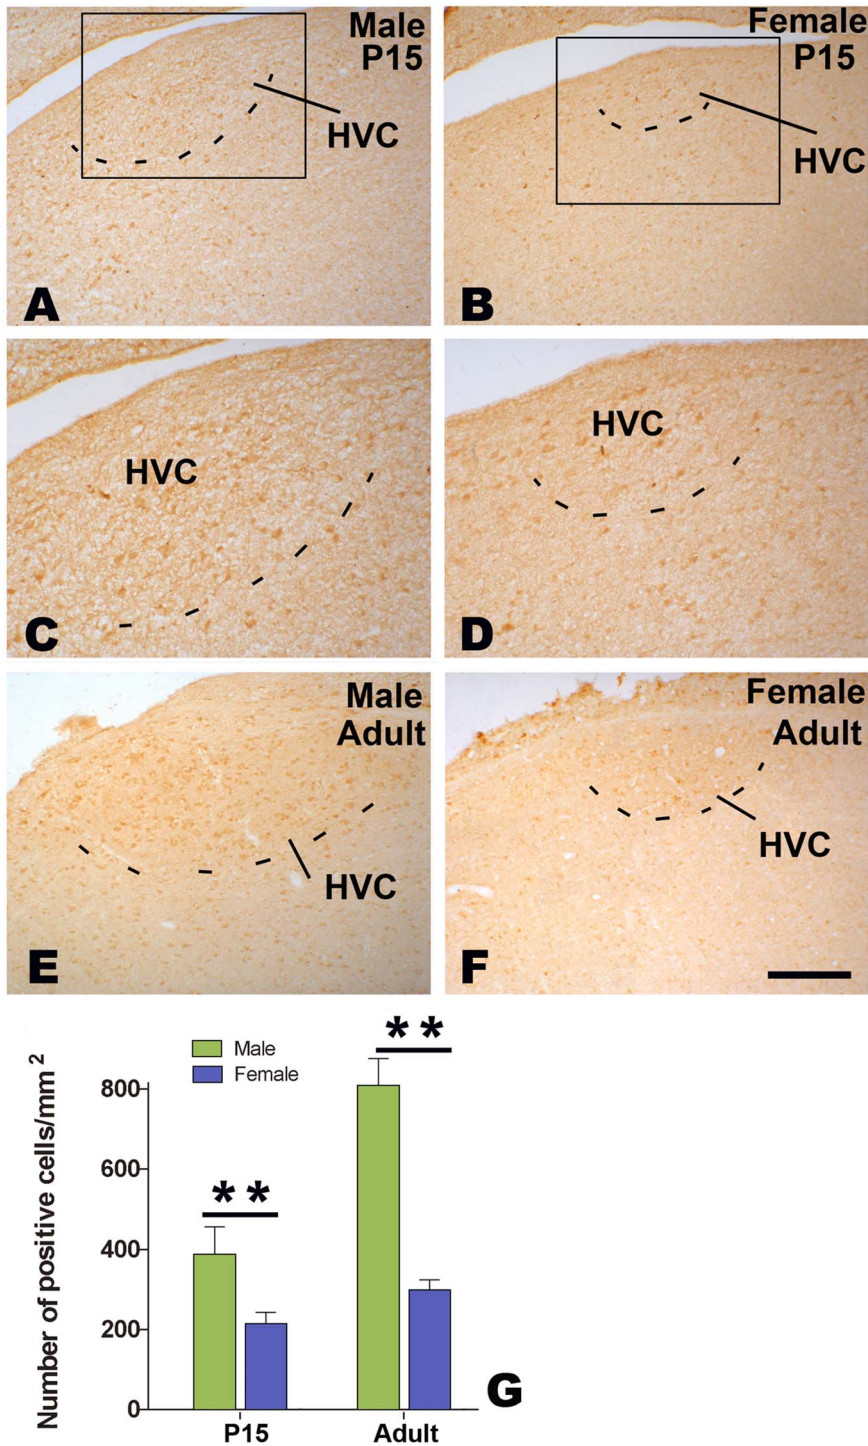 Male
P15
HVC
A
Female
P15
HVC
B
HVC
C
HVC
D
Male
Adult
HVC
E
Female
Adult
HVC
F
Number of positive cells/mm 2
Male
Female
**
**
800
600
400
200
0
P15
Adult
G